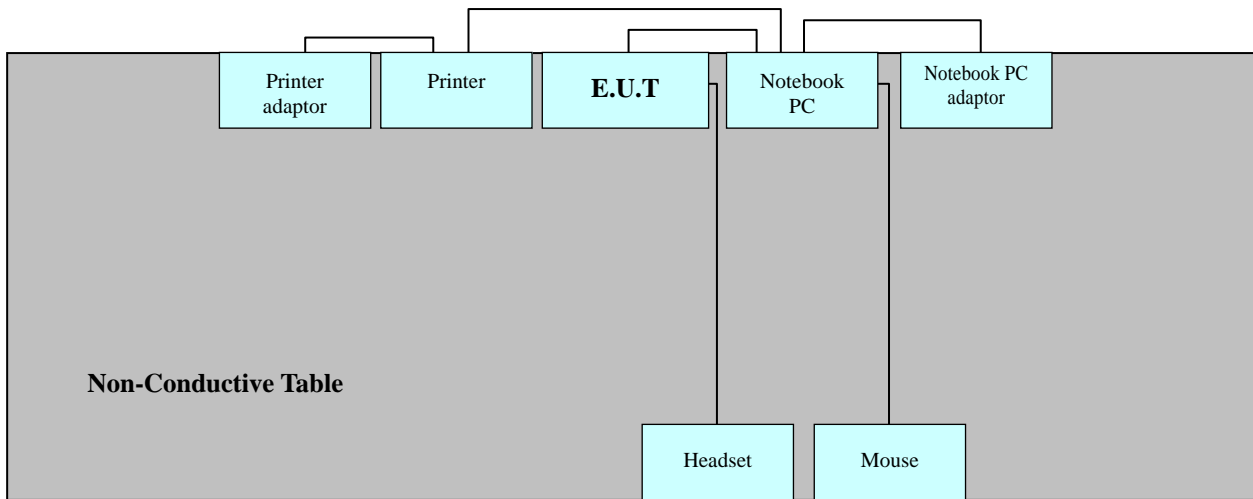 Printer
adaptor
Printer
E.U.T
Notebook
PC
Notebook PC
adaptor
Non-Conductive Table
Headset
Mouse